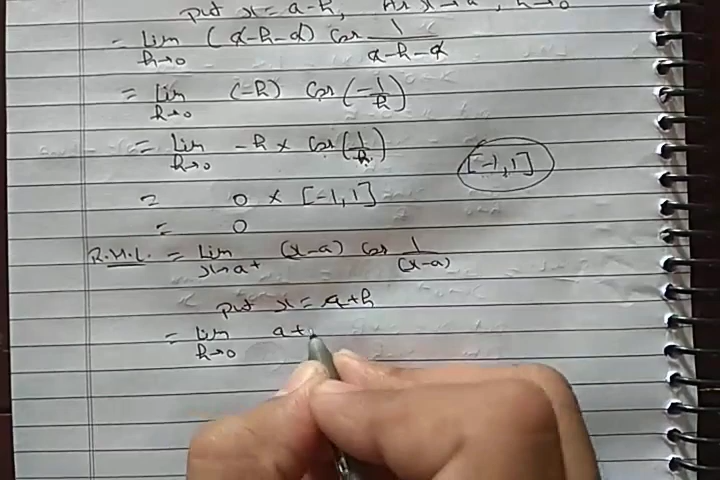 put x = a-h, As x→a⁻, h→0
= lim h→0 (a-h-a) cos 1/(a-h-a)
= lim h→0 (-h) cos (-1/h)
= lim h→0 -h × cos (1/h)
[-1,1]
= 0 × [-1,1]
= 0
R.H.L. = lim x→a+ (x-a) cos 1/(x-a)
put x = a+h
= lim h→0 a+